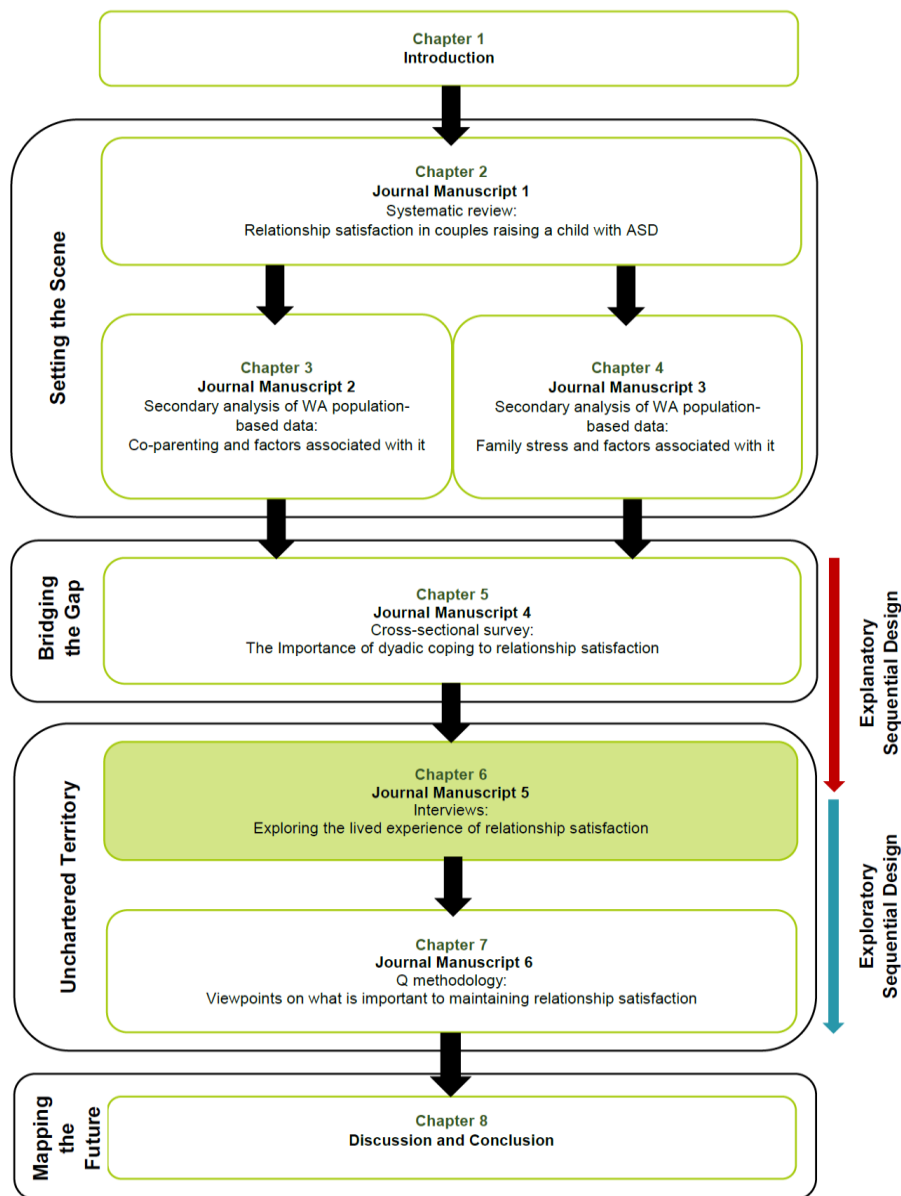 Chapter 1
Introduction
Setting the Scene
Chapter 2
Journal Manuscript 1
Systematic review:
Relationship satisfaction in couples raising a child with ASD
Chapter 3
Journal Manuscript 2
Secondary analysis of WA population-
based data:
Co-parenting and factors associated with it
Chapter 4
Journal Manuscript 3
Secondary analysis of WA population-
based data:
Family stress and factors associated with it
Bridging
the Gap
Chapter 5
Journal Manuscript 4
Cross-sectional survey:
The Importance of dyadic coping to relationship satisfaction
Explanatory
Sequential Design
Unchartered Territory
Chapter 6
Journal Manuscript 5
Interviews:
Exploring the lived experience of relationship satisfaction
Chapter 7
Journal Manuscript 6
Q methodology:
Viewpoints on what is important to maintaining relationship satisfaction
Exploratory
Sequential Design
Mapping
the
Future
Chapter 8
Discussion and Conclusion